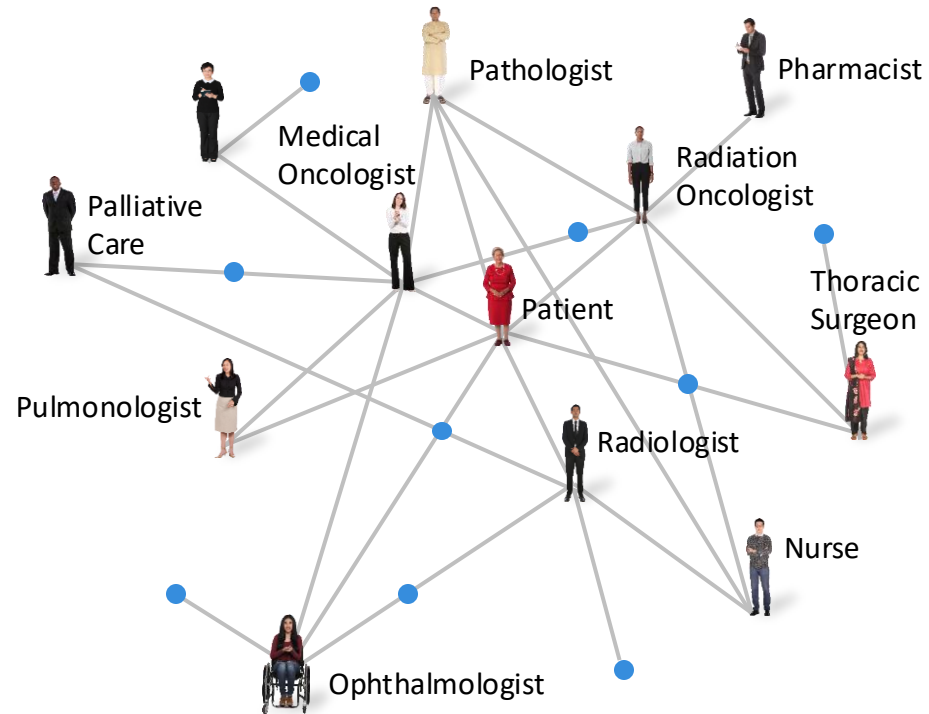 Pathologist
Pharmacist
Medical
Oncologist
Radiation
Oncologist
Palliative
Care
Thoracic
Surgeon
Patient
Pulmonologist
Radiologist
Nurse
Ophthalmologist